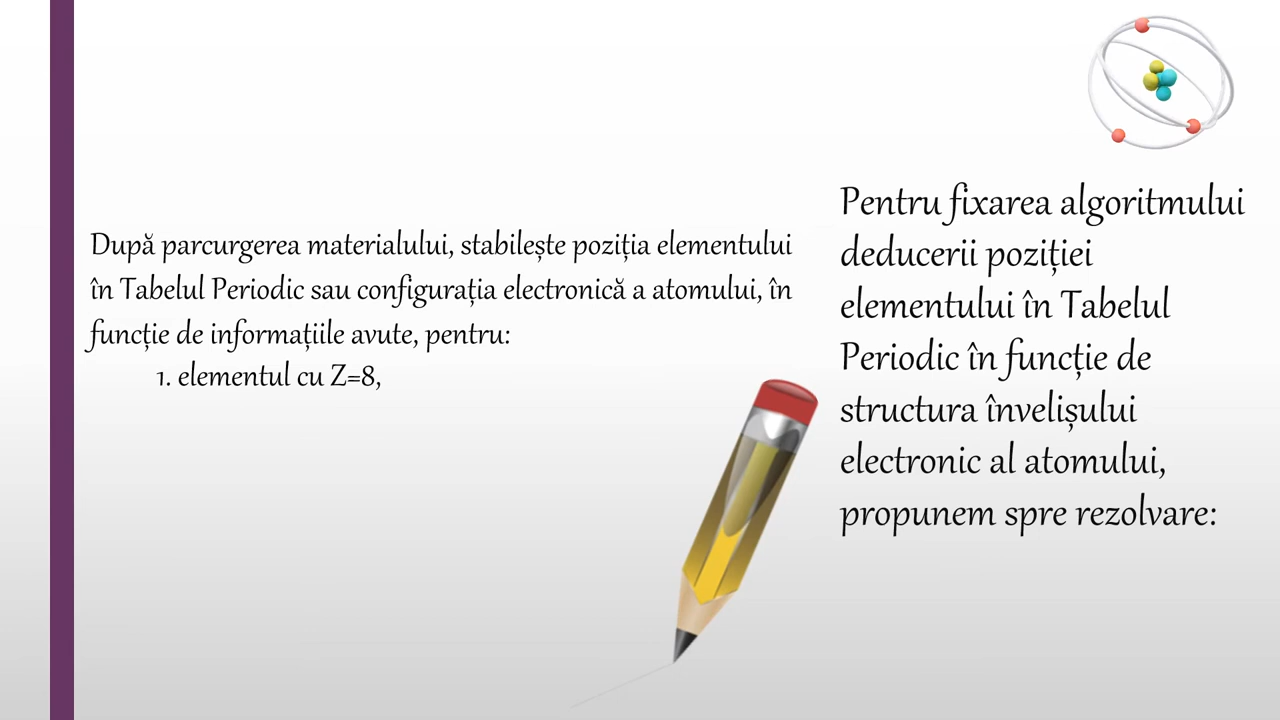 După parcurgerea materialului, stabilește poziția elementului
în Tabelul Periodic sau configurația electronică a atomului, în
funcție de informațiile avute, pentru:
1. elementul cu Z=8,
Pentru fixarea algoritmului
deducerii poziției
elementului în Tabelul
Periodic în funcție de
structura învelișului
electronic al atomului,
propunem spre rezolvare: